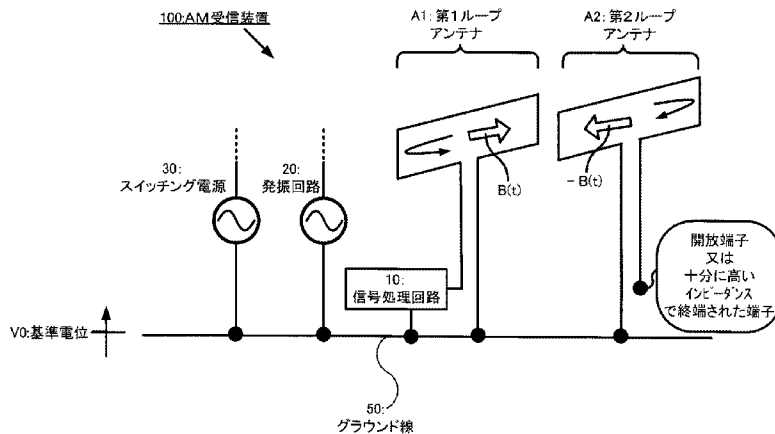 100:AM受信装置
A1:第1ループ
アンテナ
A2:第2ループ
アンテナ
B(t)
－B(t)
30:
スイッチング電源
20:
発振回路
10:
信号処理回路
開放端子
又は
十分に高い
インピーダンス
で終端された端子
V0:基準電位
50:
グラウンド線